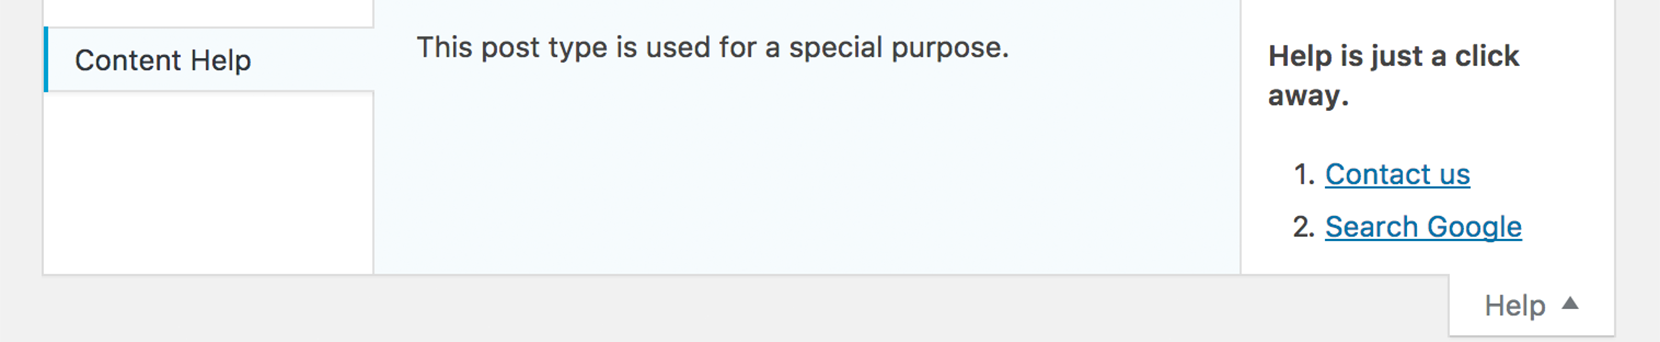 Content Help
This post type is used for a special purpose.
Help is just a click
away.
1. Contact us
2. Search Google
Help